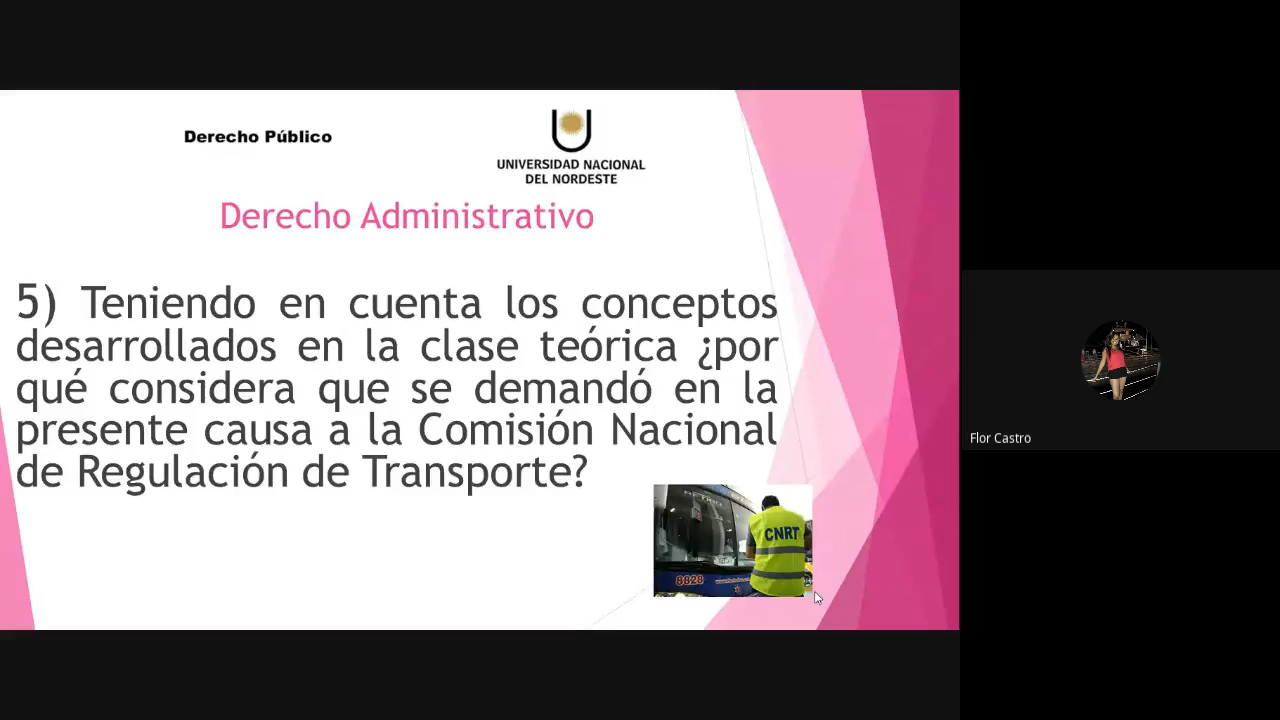 Derecho Público
UNIVERSIDAD NACIONAL
DEL NORDESTE
Derecho Administrativo
5) Teniendo en cuenta los conceptos
desarrollados en la clase teórica ¿por
qué considera que se demandó en la
presente causa a la Comisión Nacional
de Regulación de Transporte?
CNRT
8828
Flor Castro